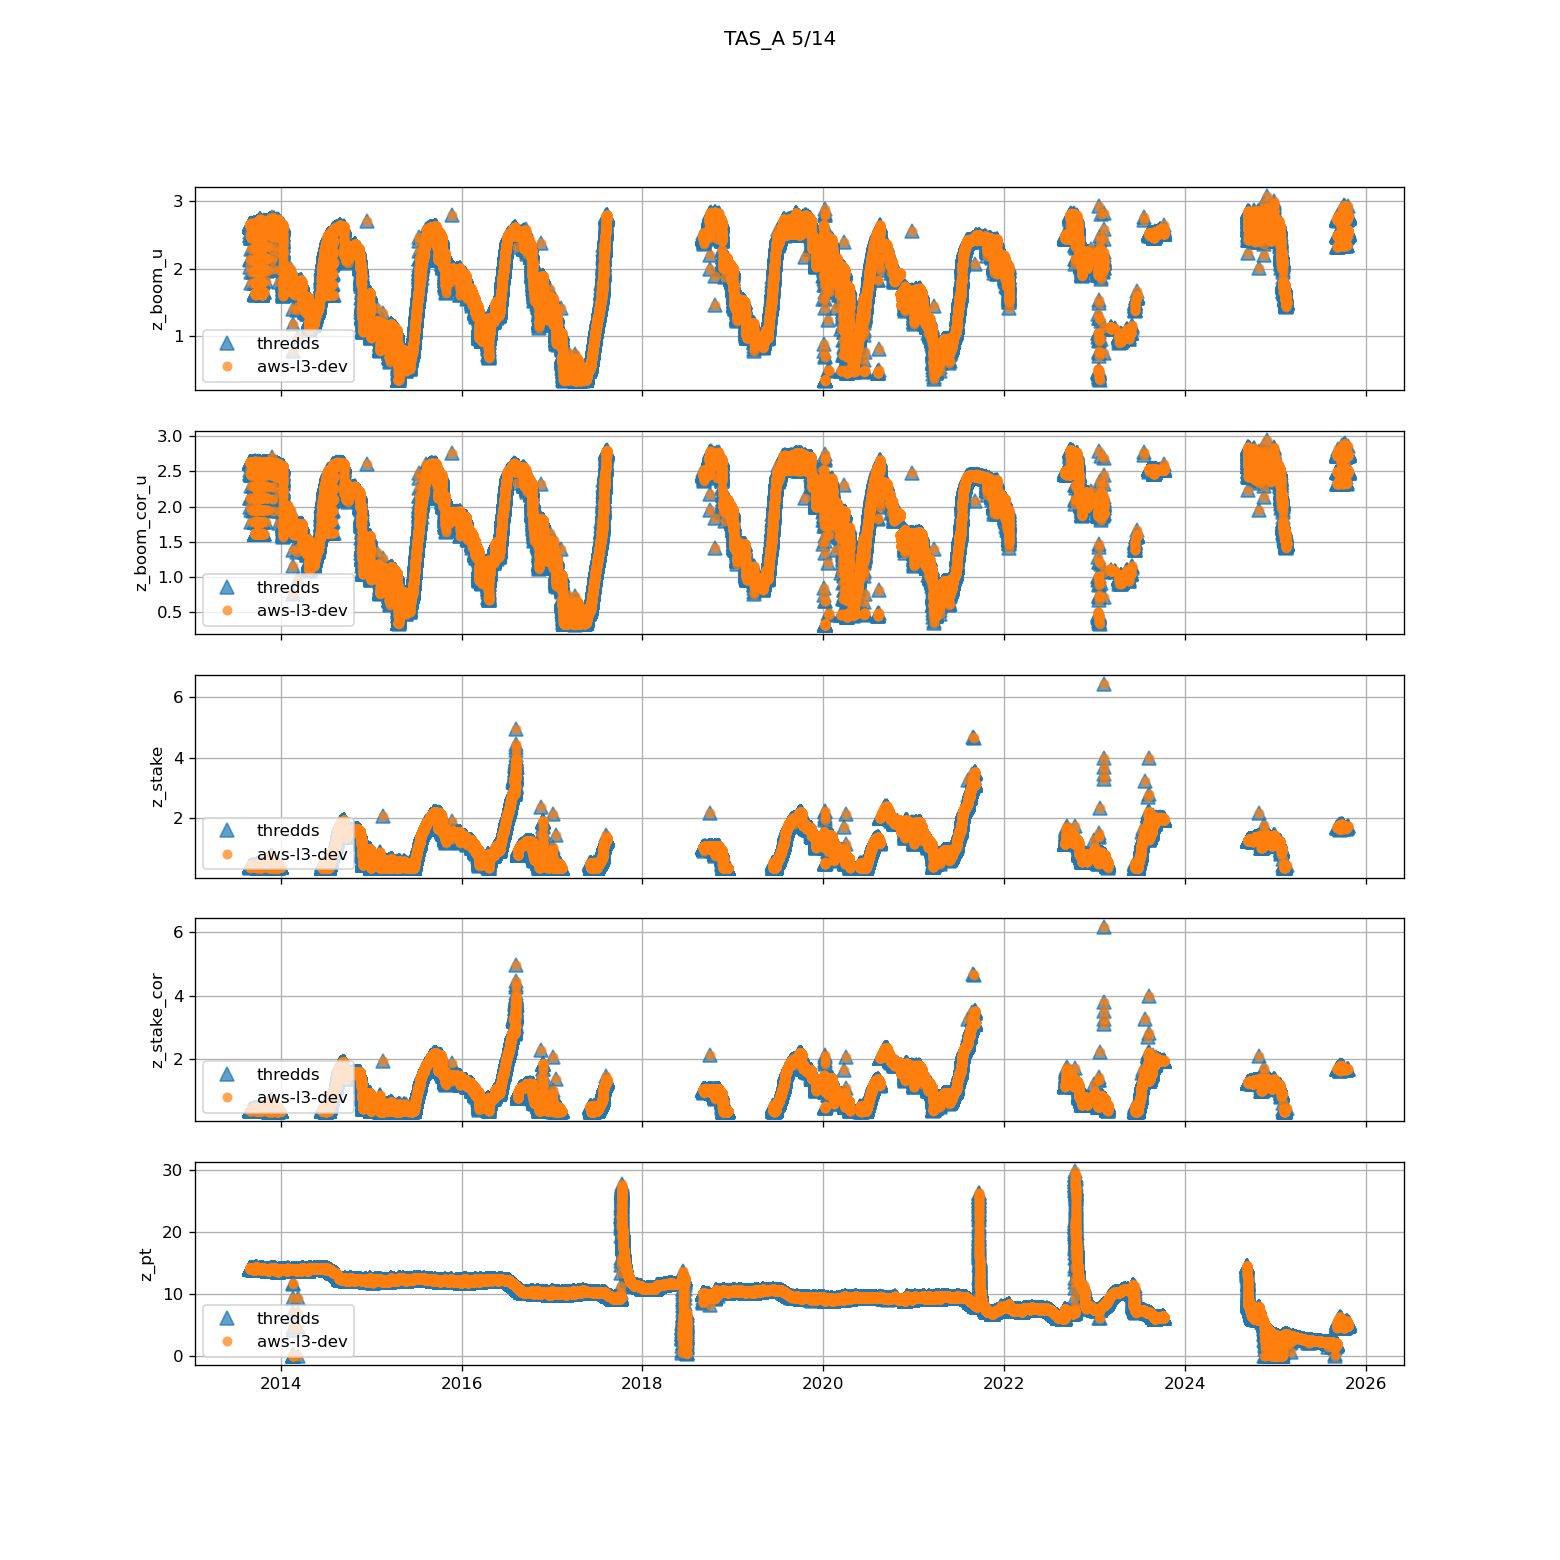 TAS_A 5/14
3
2
1
z_boom_u
thredds
aws-l3-dev
3.0
2.5
2.0
1.5
1.0
0.5
z_boom_cor_u
thredds
aws-l3-dev
6
4
2
z_stake
thredds
aws-l3-dev
6
4
2
z_stake_cor
thredds
aws-l3-dev
30
20
10
0
z_pt
thredds
aws-l3-dev
2014 2016 2018 2020 2022 2024 2026